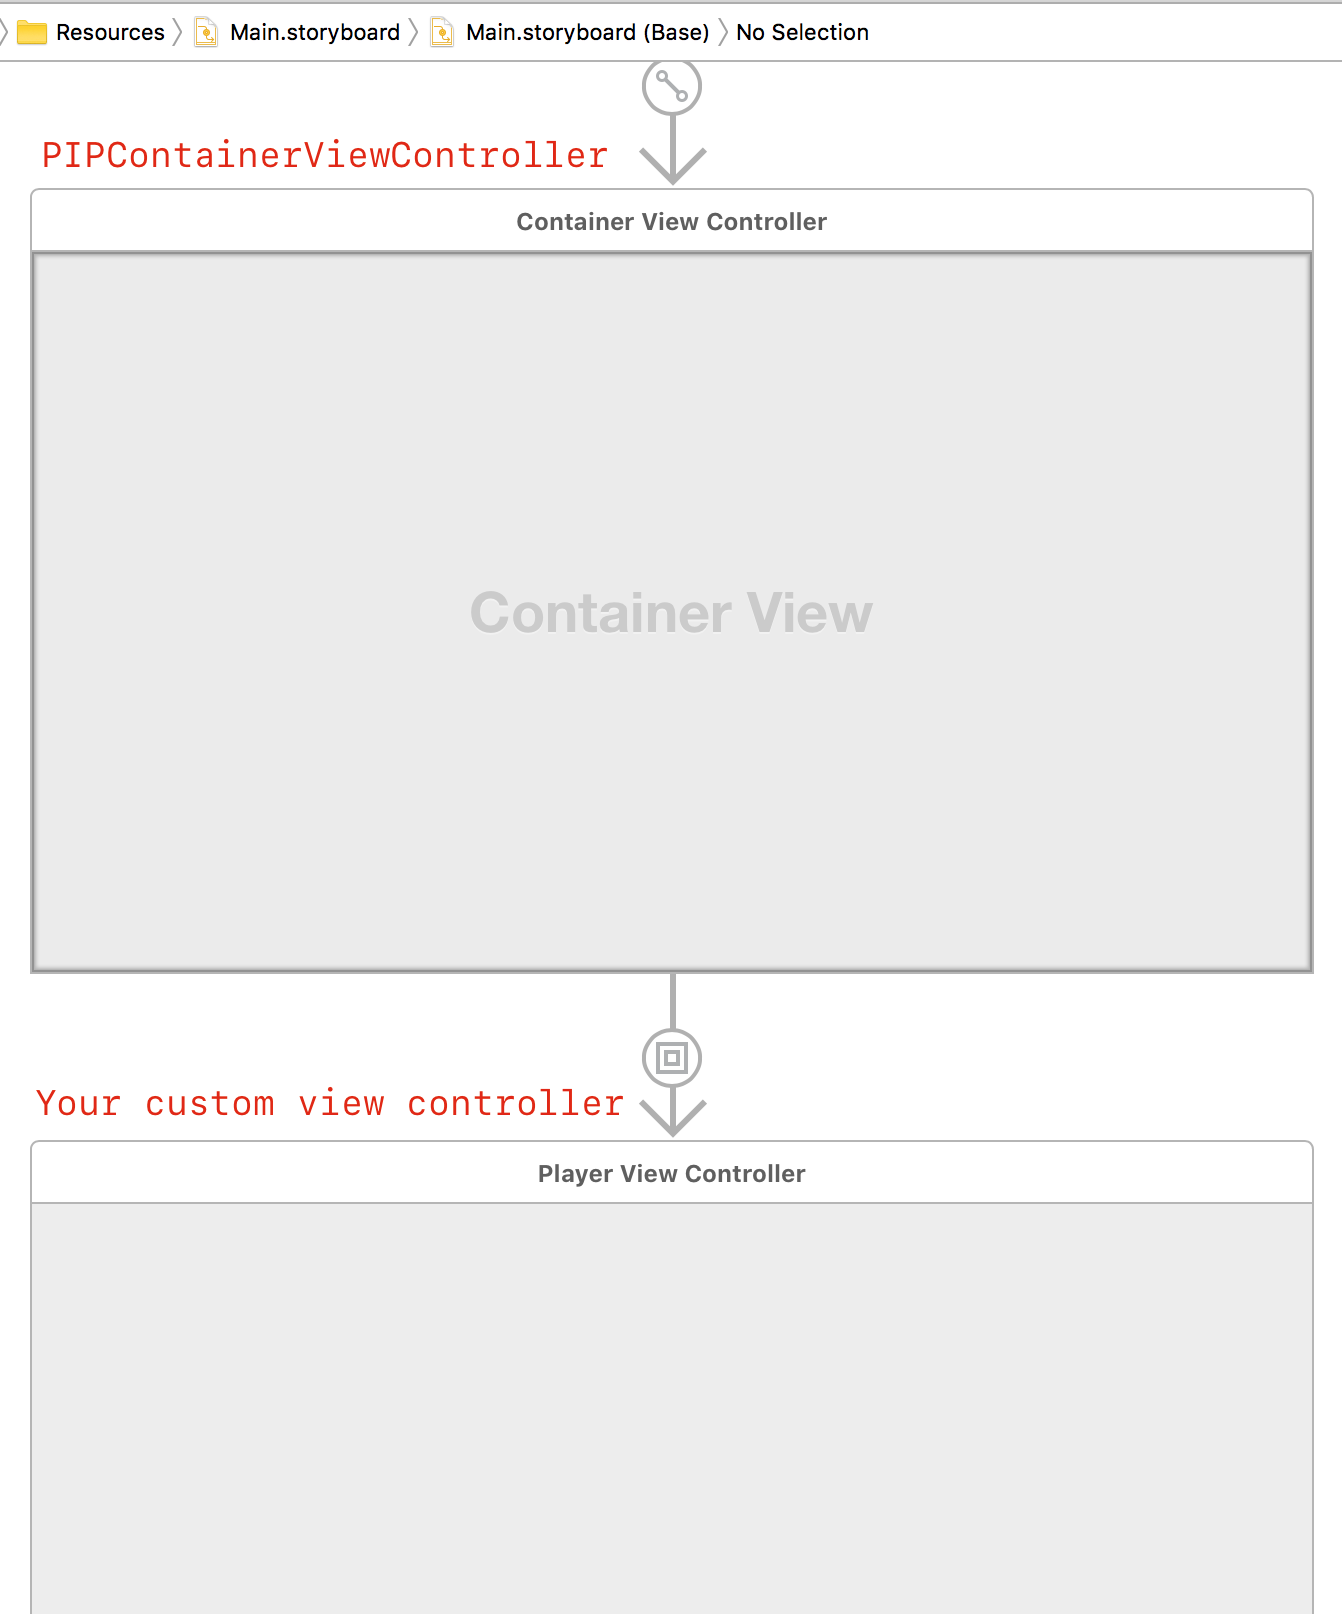 Resources Main.storyboard Main.storyboard (Base) No Selection
PIPContainerViewController
Container View Controller
Container View
Your custom view controller
Player View Controller